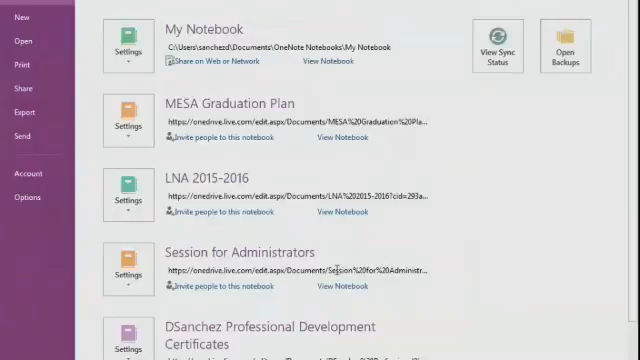 New
Open
Print
Share
Export
Send
Account
Options
Settings
My Notebook
C:\Users\sanchezd\Documents\OneNote Notebooks\My Notebook
Share on Web or Network
View Notebook
View Sync
Status
Open
Backups
Settings
MESA Graduation Plan
https://onedrive.live.com/edit.aspx/Documents/MESA%20Graduation%20Pla...
Invite people to this notebook
View Notebook
Settings
LNA 2015-2016
https://onedrive.live.com/edit.aspx/Documents/LNA%202015-2016?cid=293a...
Invite people to this notebook
View Notebook
Settings
Session for Administrators
https://onedrive.live.com/edit.aspx/Documents/Session%20for%20Administr...
Invite people to this notebook
View Notebook
Settings
DSanchez Professional Development
Certificates